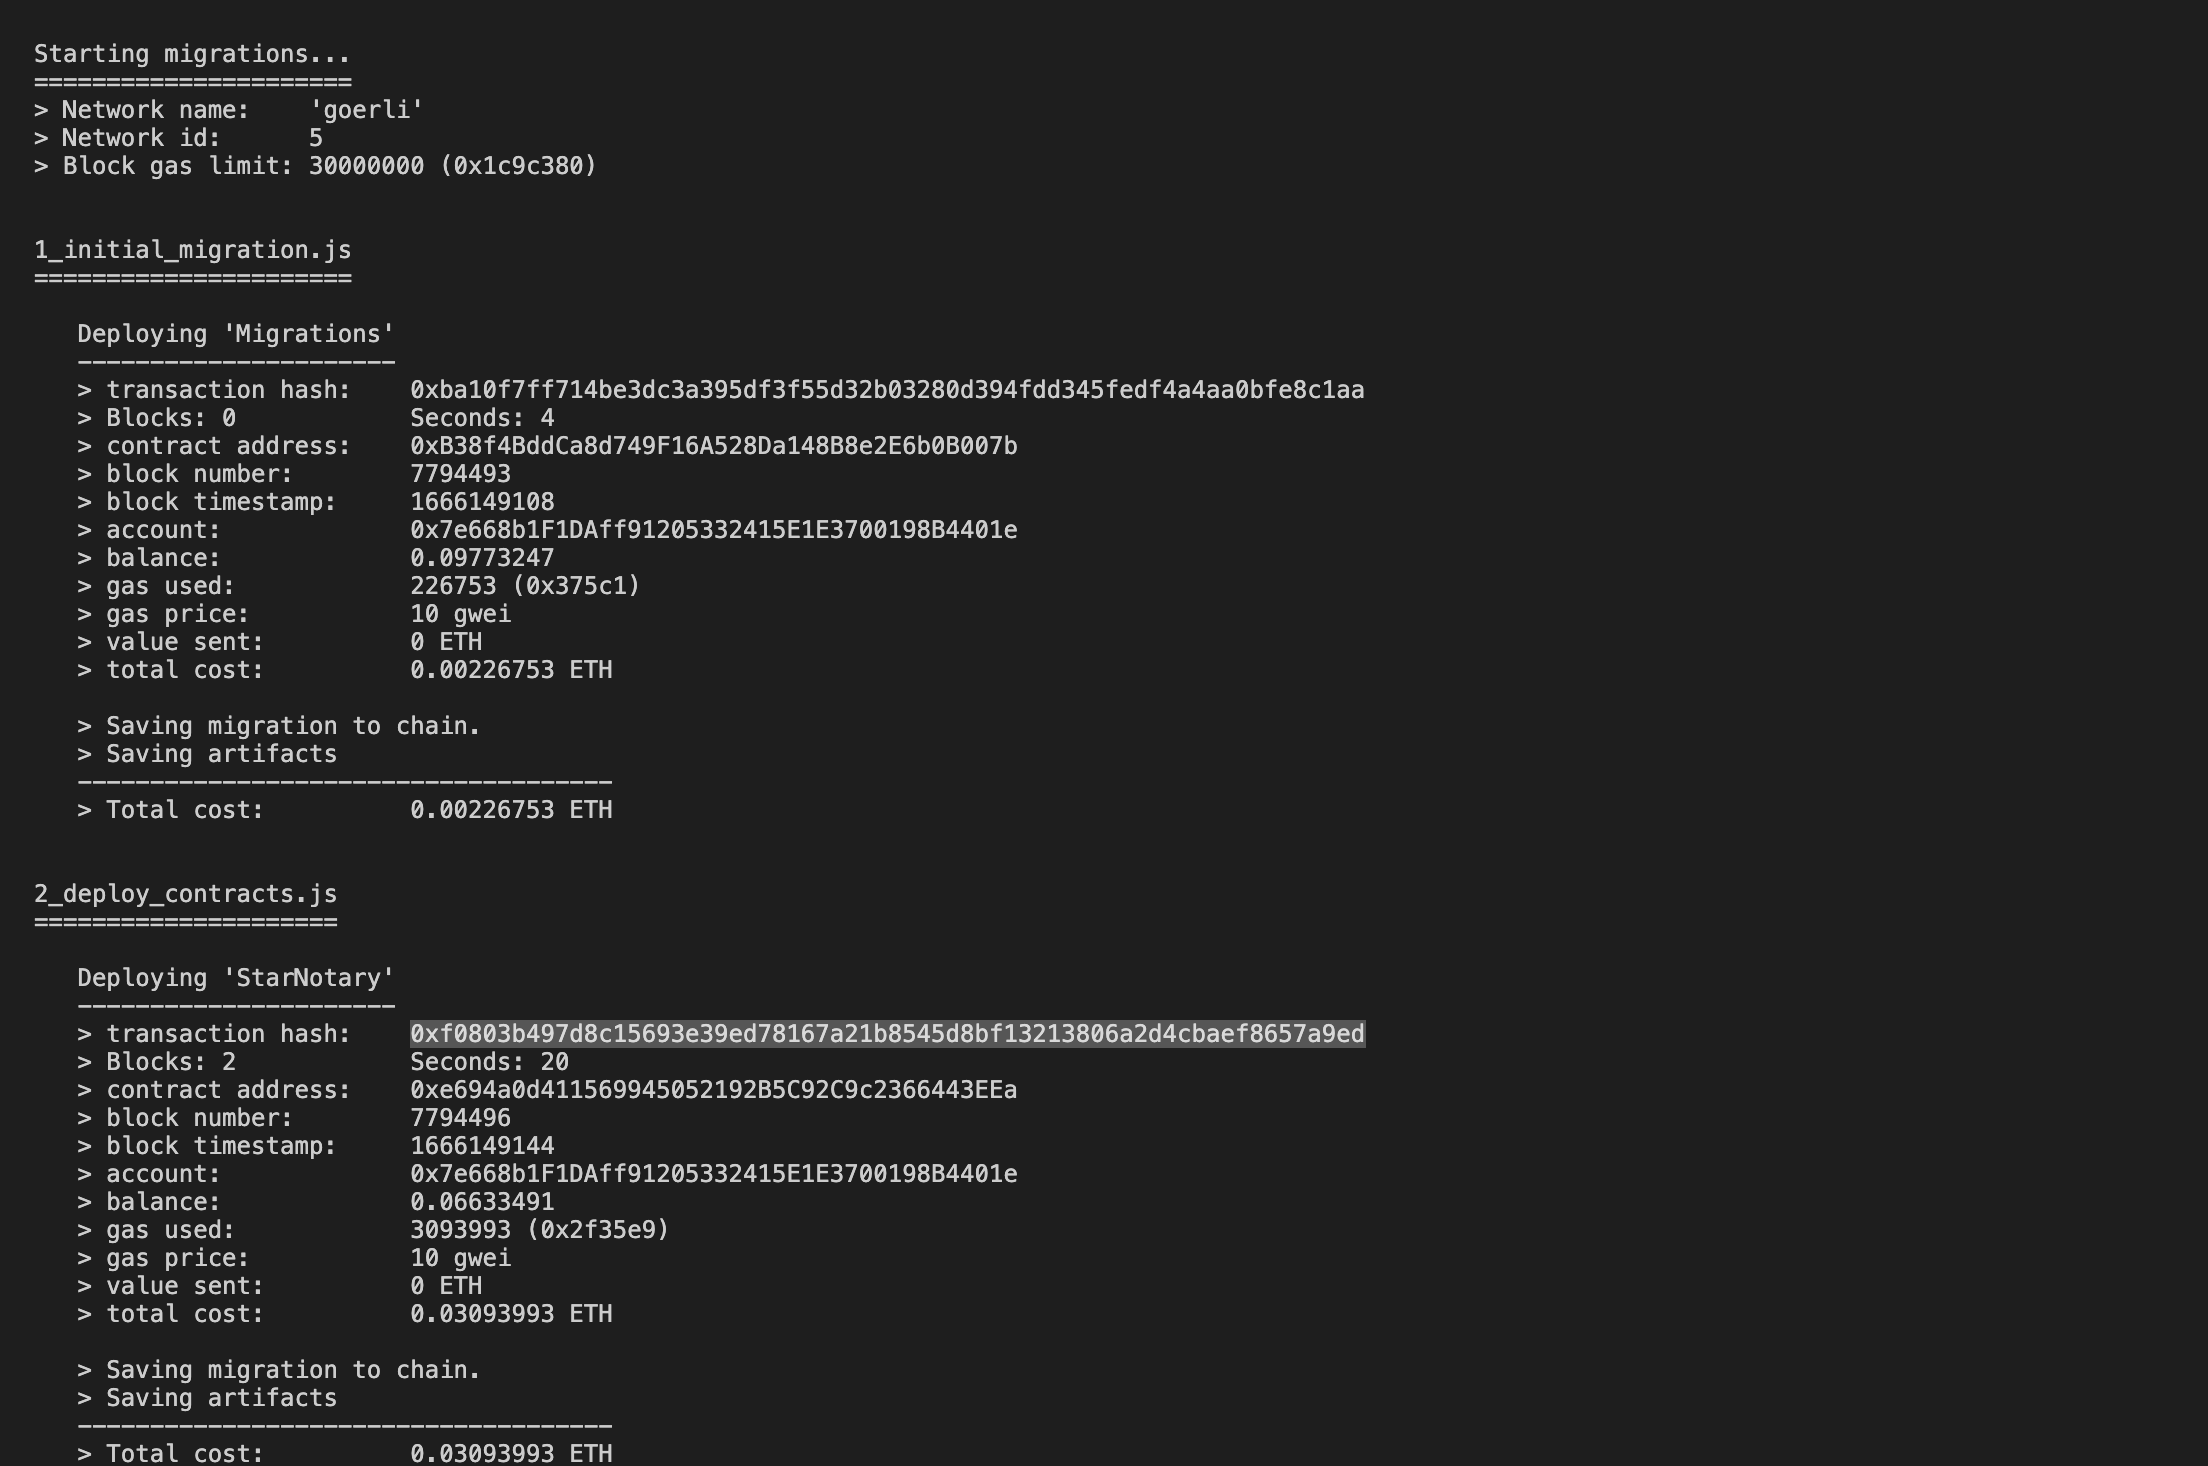 Starting migrations...
======================
> Network name:    'goerli'
> Network id:      5
> Block gas limit: 30000000 (0x1c9c380)
1_initial_migration.js
======================
   Deploying 'Migrations'
   ----------------------
   > transaction hash:    0xba10f7ff714be3dc3a395df3f55d32b03280d394fdd345fedf4a4aa0bfe8c1aa
   > Blocks: 0            Seconds: 4
   > contract address:    0xB38f4BddCa8d749F16A528Da148B8e2E6b0B007b
   > block number:        7794493
   > block timestamp:     1666149108
   > account:             0x7e668b1F1DAff91205332415E1E3700198B4401e
   > balance:             0.09773247
   > gas used:            226753 (0x375c1)
   > gas price:           10 gwei
   > value sent:          0 ETH
   > total cost:          0.00226753 ETH
   > Saving migration to chain.
   > Saving artifacts
   -------------------------------------
   > Total cost:          0.00226753 ETH
2_deploy_contracts.js
=====================
   Deploying 'StarNotary'
   ----------------------
   > transaction hash:    0xf0803b497d8c15693e39ed78167a21b8545d8bf13213806a2d4cbaef8657a9ed
   > Blocks: 2            Seconds: 20
   > contract address:    0xe694a0d411569945052192B5C92C9c2366443EEa
   > block number:        7794496
   > block timestamp:     1666149144
   > account:             0x7e668b1F1DAff91205332415E1E3700198B4401e
   > balance:             0.06633491
   > gas used:            3093993 (0x2f35e9)
   > gas price:           10 gwei
   > value sent:          0 ETH
   > total cost:          0.03093993 ETH
   > Saving migration to chain.
   > Saving artifacts
   -------------------------------------
   > Total cost:          0.03093993 ETH